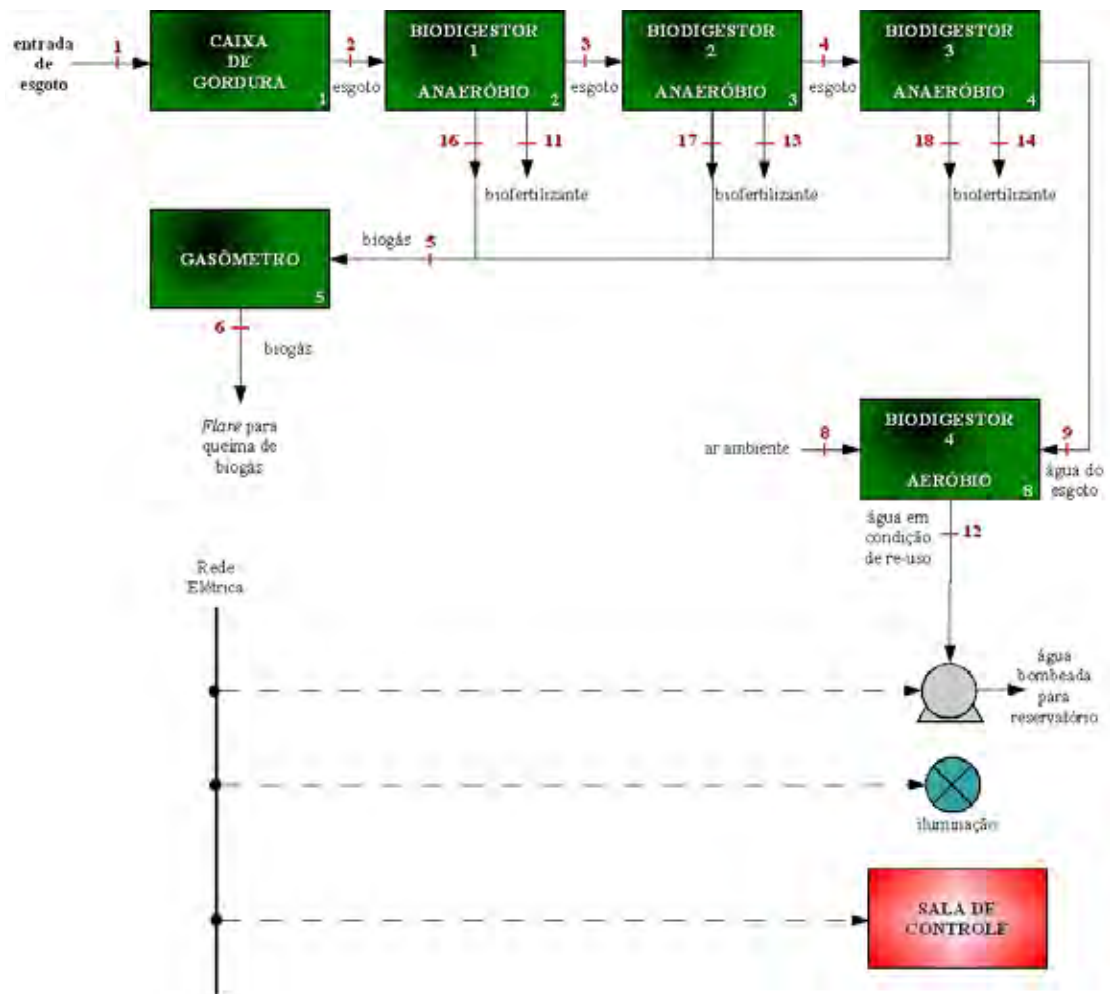 entrada
de
esgoto
1
CAIXA
DE
GORDURA
1
2
esgoto
BIODIGESTOR
1
ANAERÓBIO
2
3
esgoto
BIODIGESTOR
2
ANAERÓBIO
3
4
esgoto
BIODIGESTOR
3
ANAERÓBIO
4
16
11
biofertilizante
17
13
biofertilizante
18
14
biofertilizante
GASÔMETRO
5
biogás
5
6
biogás
Flare para
queima de
biogás
ar ambiente
8
BIODIGESTOR
4
AERÓBIO
8
9
água do
esgoto
água em
condição
de re-uso
12
Rede
Elétrica
água
bombeada
para
reservatório
iluminação
SALA DE
CONTROLE